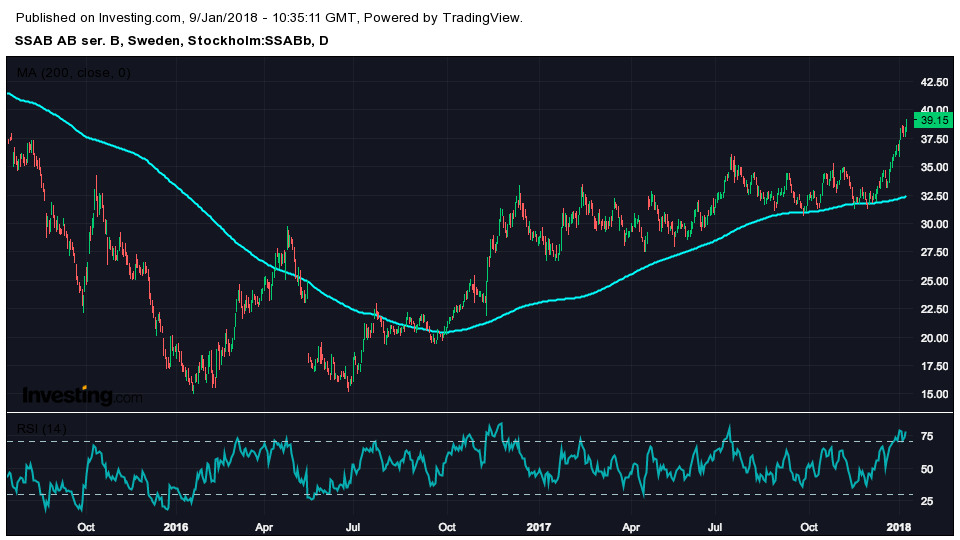 Published on Investing.com, 9/Jan/2018 - 10:35:11 GMT, Powered by TradingView.
SSAB AB ser. B, Sweden, Stockholm:SSABb, D
MA (200, close, 0)
42.50
40.00
39.15
37.50
35.00
32.50
30.00
27.50
25.00
22.50
20.00
17.50
15.00
Investing.com
RSI (14)
75
50
25
Oct 2016 Apr Jul Oct 2017 Apr Jul Oct 2018